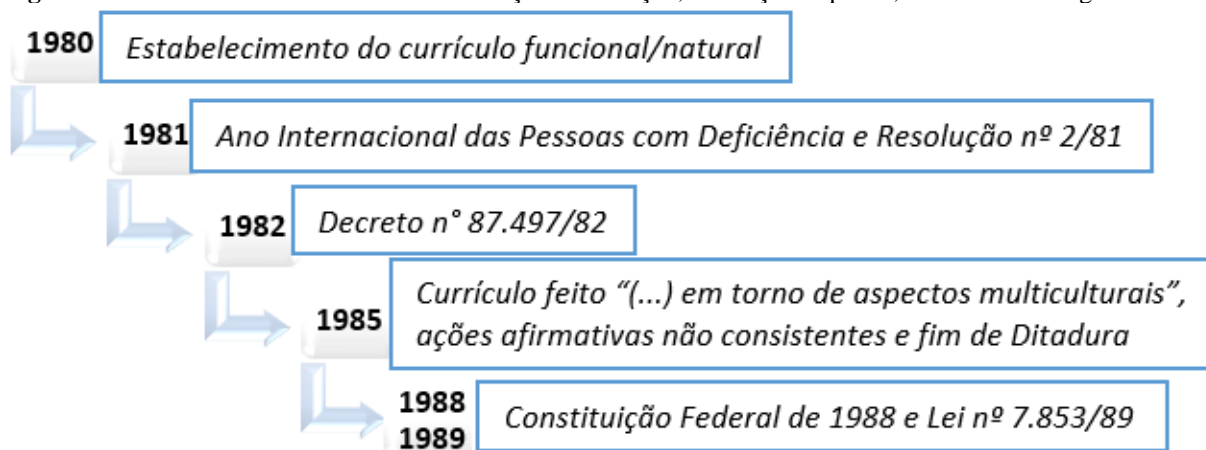 1980 Estabelecimento do currículo funcional/natural
1981 Ano Internacional das Pessoas com Deficiência e Resolução nº 2/81
1982 Decreto n° 87.497/82
1985 Currículo feito “(...) em torno de aspectos multiculturais”,
ações afirmativas não consistentes e fim de Ditadura
1988
1989 Constituição Federal de 1988 e Lei nº 7.853/89